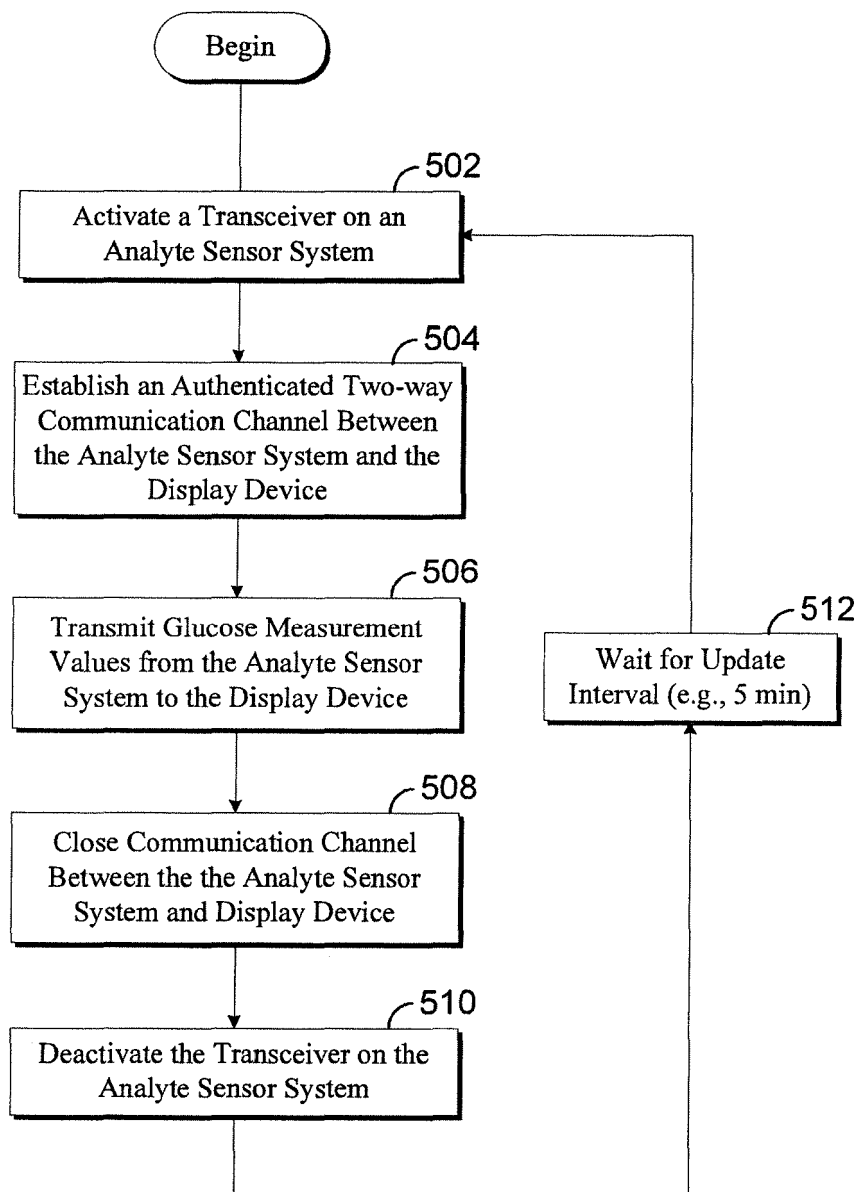 Begin
502
Activate a Transceiver on an
Analyte Sensor System
504
Establish an Authenticated Two-way
Communication Channel Between
the Analyte Sensor System and the
Display Device
506
Transmit Glucose Measurement
Values from the Analyte Sensor
System to the Display Device
512
Wait for Update
Interval (e.g., 5 min)
508
Close Communication Channel
Between the the Analyte Sensor
System and Display Device
510
Deactivate the Transceiver on the
Analyte Sensor System